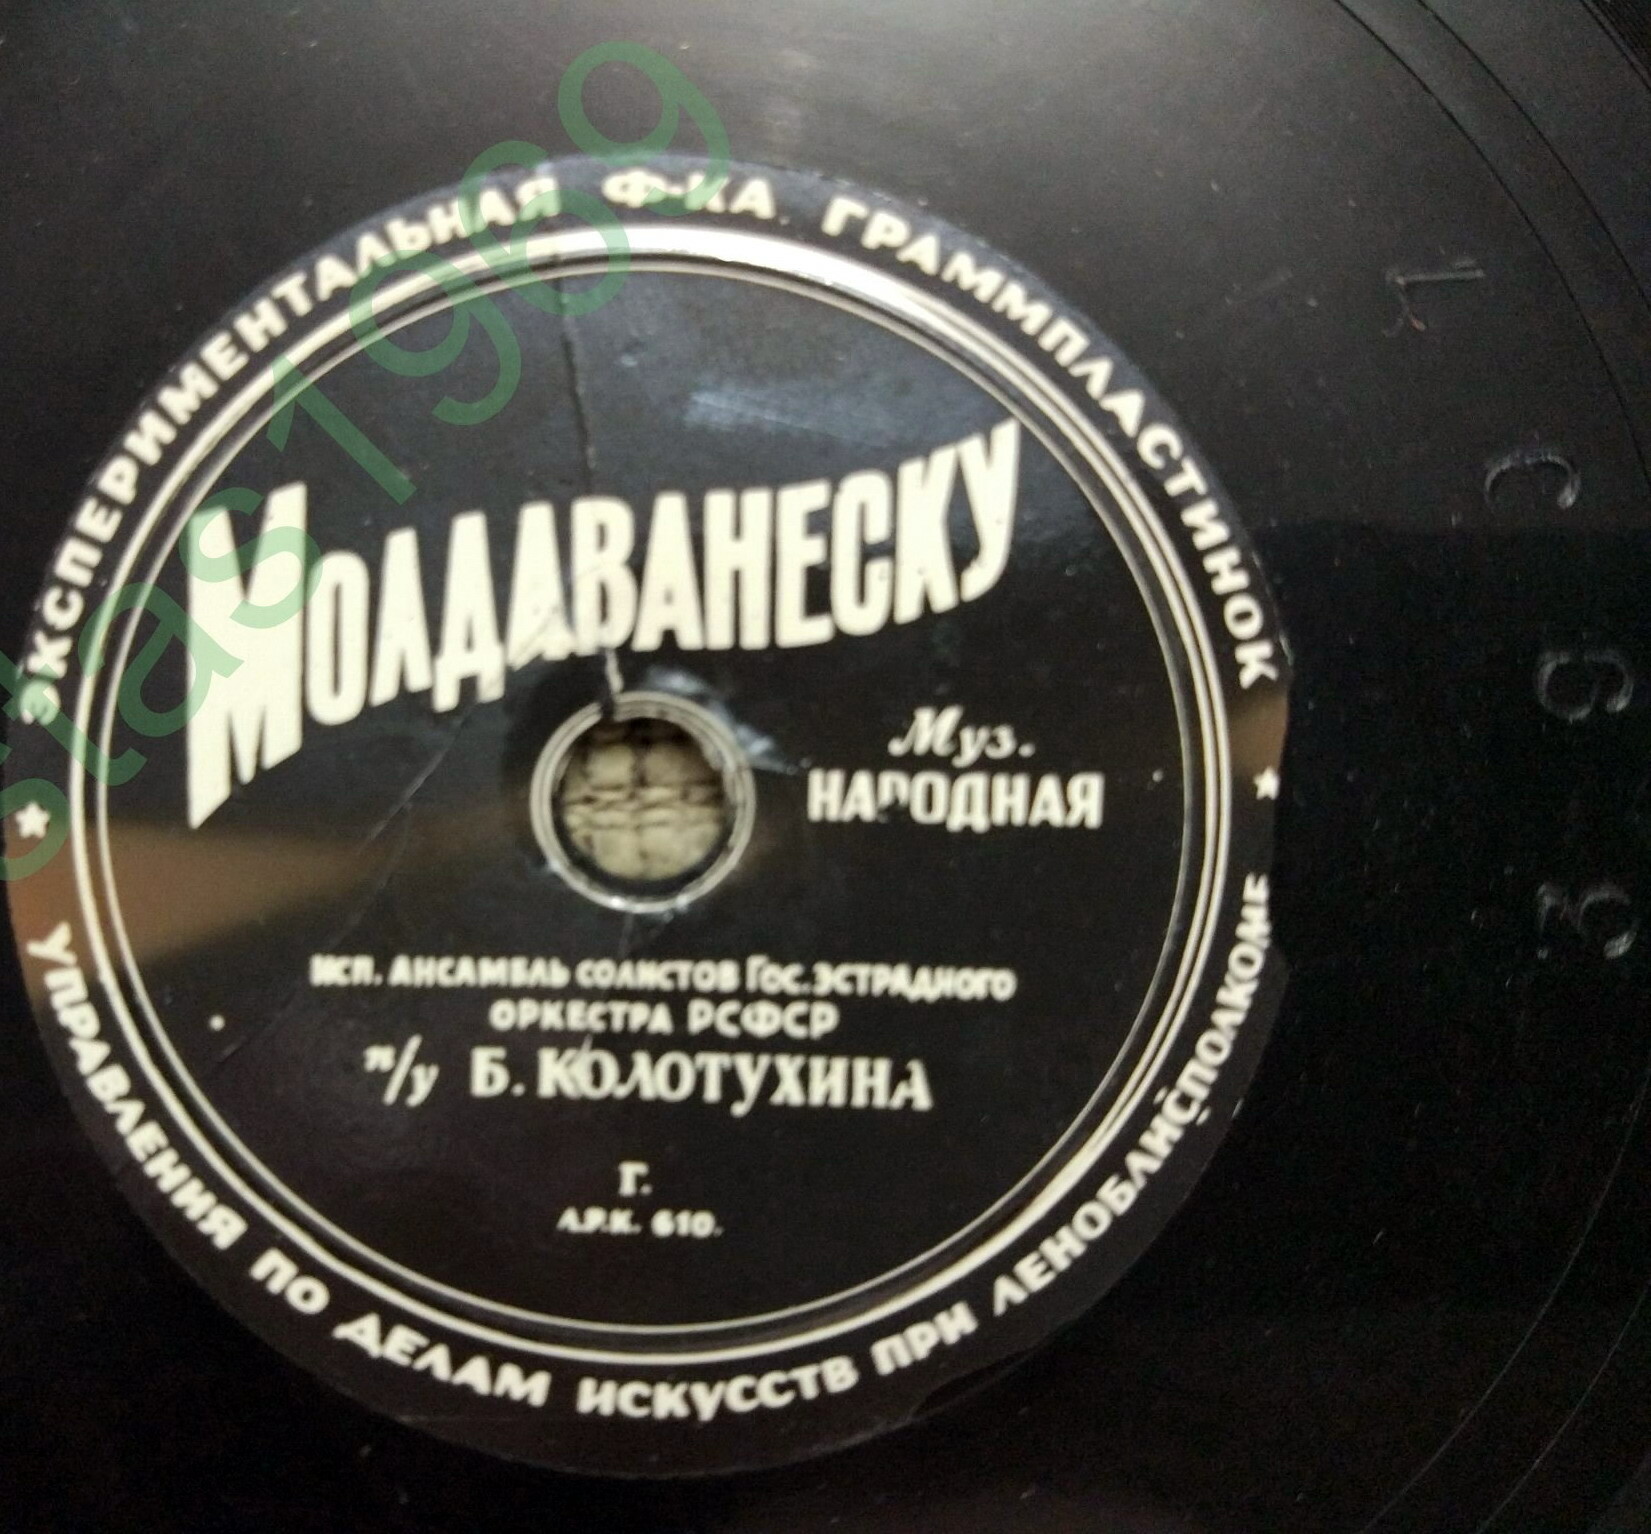 ЭКСПЕРИМЕНТАЛЬНАЯ Ф-КА ГРАММПЛАСТИНОК
МОЛДАВАНЕСКУ
Муз.
НАРОДНАЯ
исп. АНСАМБЛЬ СОЛИСТОВ ГОС. ЭСТРАДНОГО
ОРКЕСТРА РСФСР
п/у Б. КОЛОТУХИНА
Г.
А.Р.К. 610.
★ УПРАВЛЕНИЯ ПО ДЕЛАМ ИСКУССТВ ПРИ ЛЕНОБЛИСПОЛКОМЕ ★
stas1969